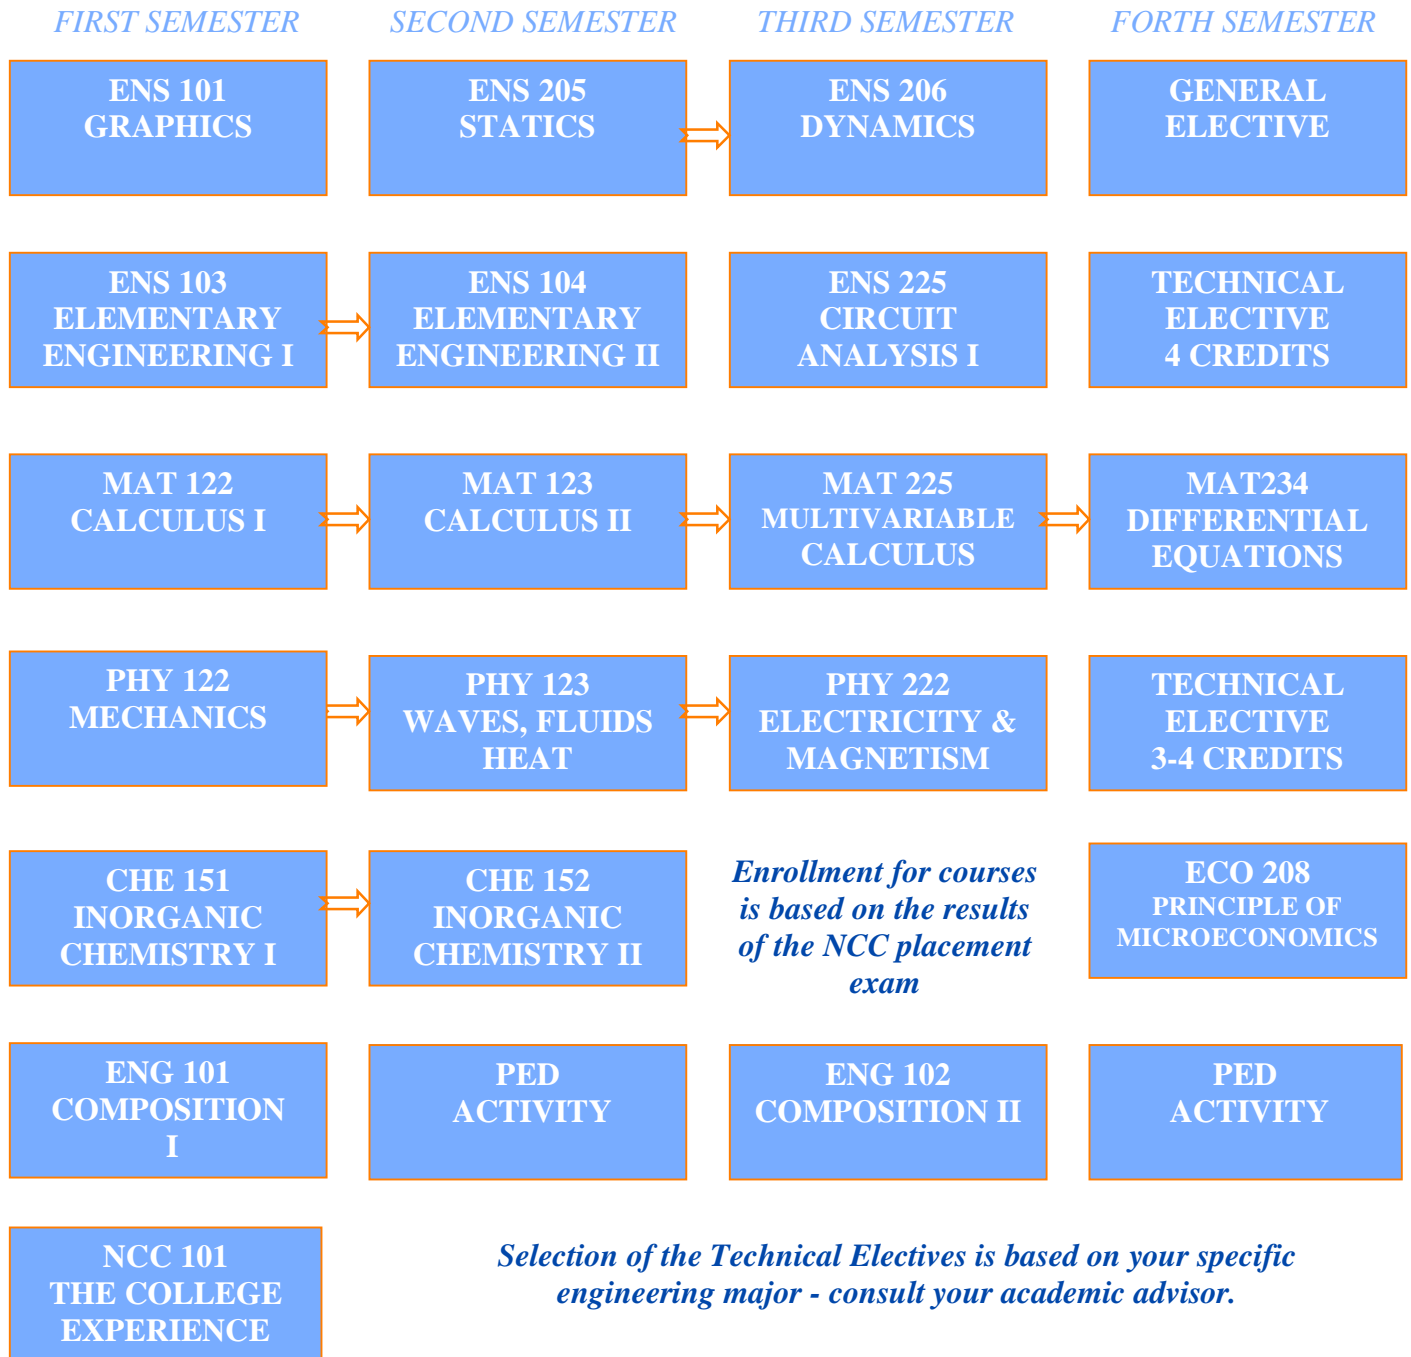 FIRST SEMESTER
SECOND SEMESTER
THIRD SEMESTER
FORTH SEMESTER
ENS 101
GRAPHICS
ENS 205
STATICS
ENS 206
DYNAMICS
GENERAL
ELECTIVE
ENS 103
ELEMENTARY
ENGINEERING I
ENS 104
ELEMENTARY
ENGINEERING II
ENS 225
CIRCUIT
ANALYSIS I
TECHNICAL
ELECTIVE
4 CREDITS
MAT 122
CALCULUS I
MAT 123
CALCULUS II
MAT 225
MULTIVARIABLE
CALCULUS
MAT234
DIFFERENTIAL
EQUATIONS
PHY 122
MECHANICS
PHY 123
WAVES, FLUIDS
HEAT
PHY 222
ELECTRICITY &
MAGNETISM
TECHNICAL
ELECTIVE
3-4 CREDITS
CHE 151
INORGANIC
CHEMISTRY I
CHE 152
INORGANIC
CHEMISTRY II
Enrollment for courses
is based on the results
of the NCC placement
exam
ECO 208
PRINCIPLE OF
MICROECONOMICS
ENG 101
COMPOSITION
I
PED
ACTIVITY
ENG 102
COMPOSITION II
PED
ACTIVITY
NCC 101
THE COLLEGE
EXPERIENCE
Selection of the Technical Electives is based on your specific
engineering major - consult your academic advisor.